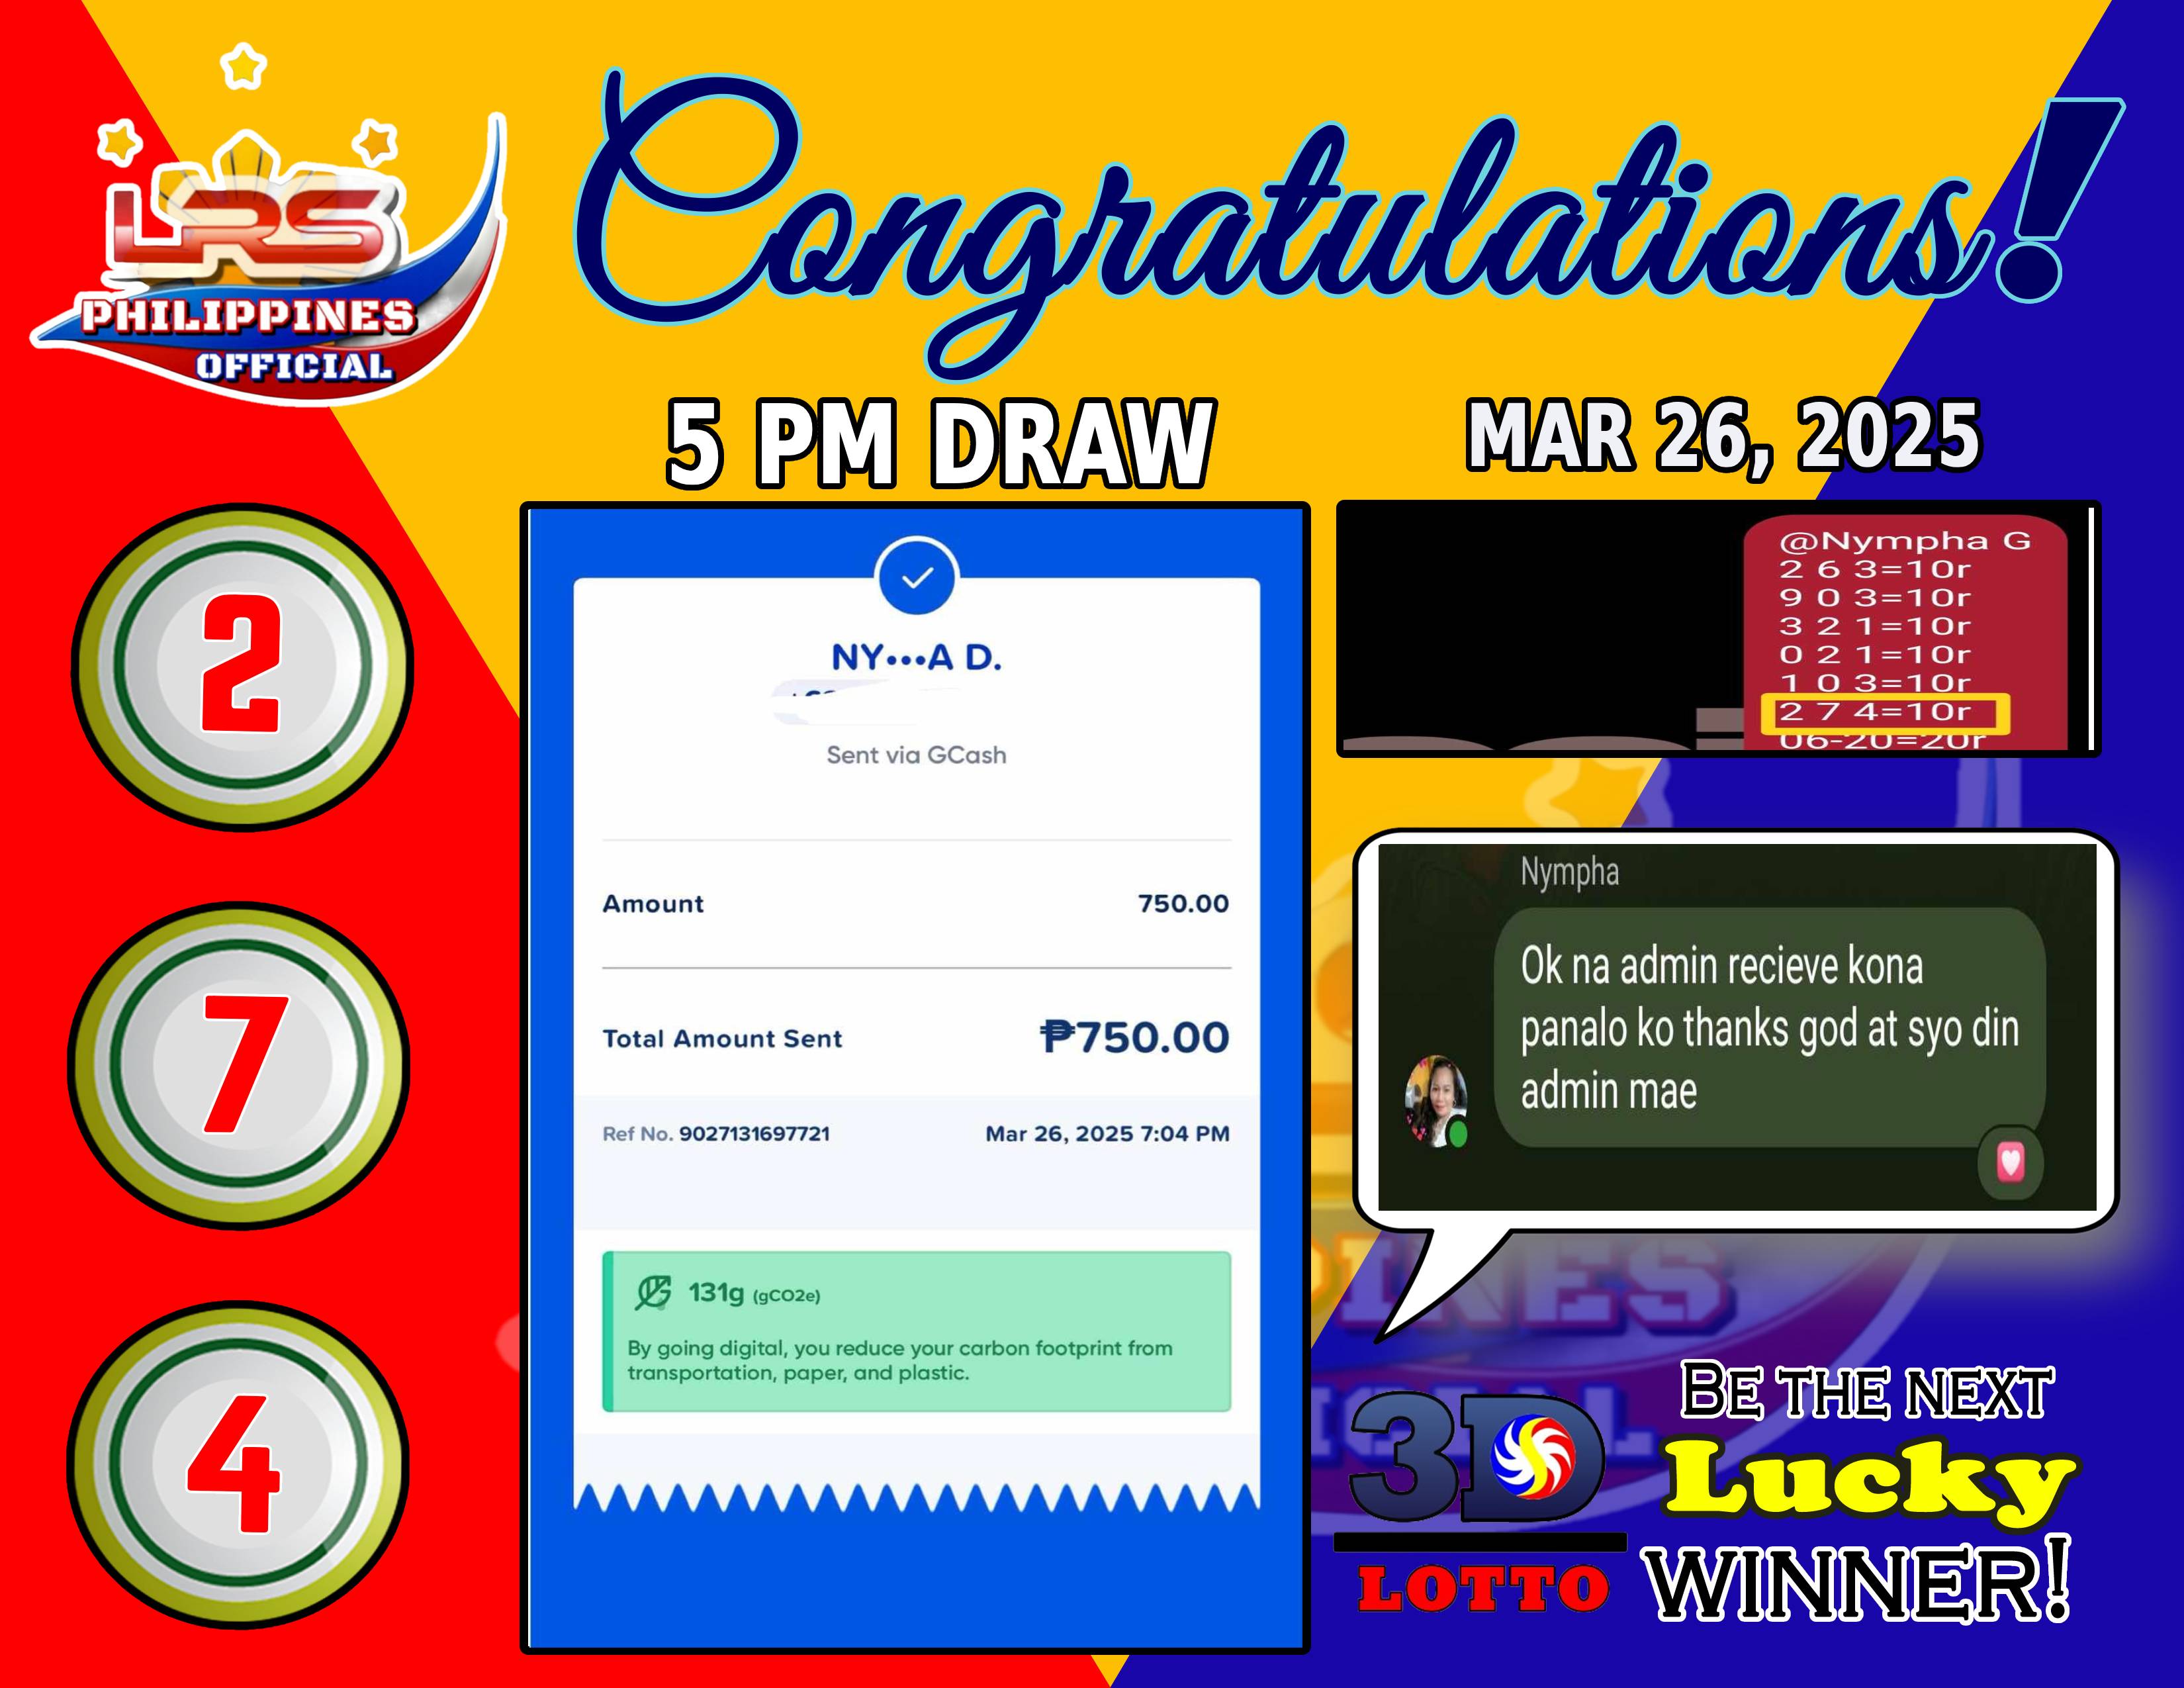 LRS
PHILIPPINES
OFFICIAL
Congratulations!
5 PM DRAW
MAR 26, 2025
2
7
4
NY•••A D.
Sent via GCash
Amount 750.00
Total Amount Sent ₱750.00
Ref No. 9027131697721 Mar 26, 2025 7:04 PM
131g (gCO2e)
By going digital, you reduce your carbon footprint from
transportation, paper, and plastic.
@Nympha G
2 6 3=10r
9 0 3=10r
3 2 1=10r
0 2 1=10r
1 0 3=10r
2 7 4=10r
06-20=20r
Nympha
Ok na admin recieve kona
panalo ko thanks god at syo din
admin mae
3D
LOTTO
BE THE NEXT
Lucky
WINNER!